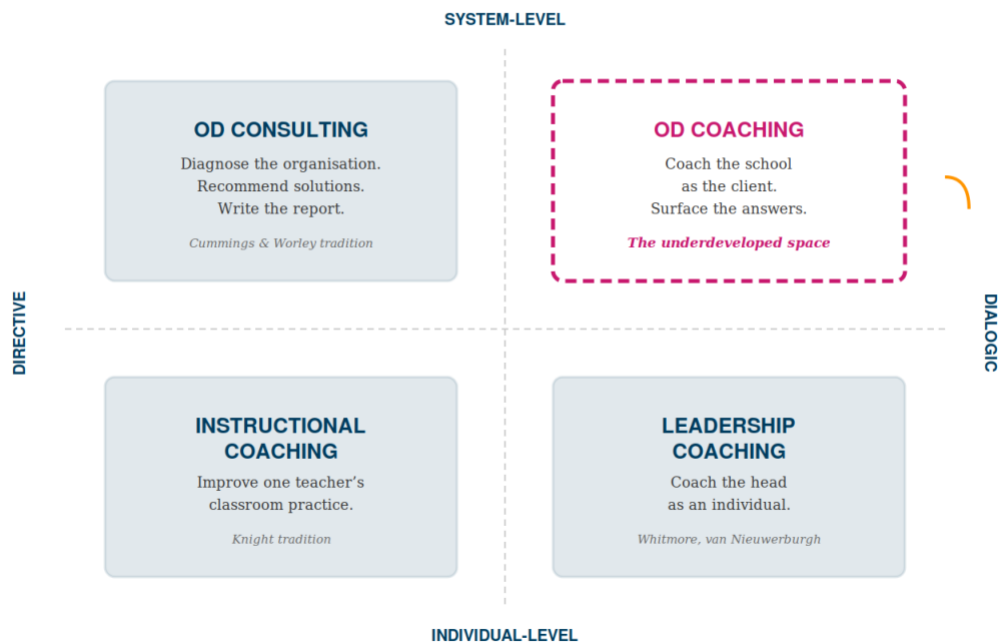 SYSTEM-LEVEL
OD CONSULTING
Diagnose the organisation.
Recommend solutions.
Write the report.
Cummings & Worley tradition
OD COACHING
Coach the school
as the client.
Surface the answers.
The underdeveloped space
DIRECTIVE
DIALOGIC
INSTRUCTIONAL
COACHING
Improve one teacher’s
classroom practice.
Knight tradition
LEADERSHIP
COACHING
Coach the head
as an individual.
Whitmore, van Nieuwerburgh
INDIVIDUAL-LEVEL